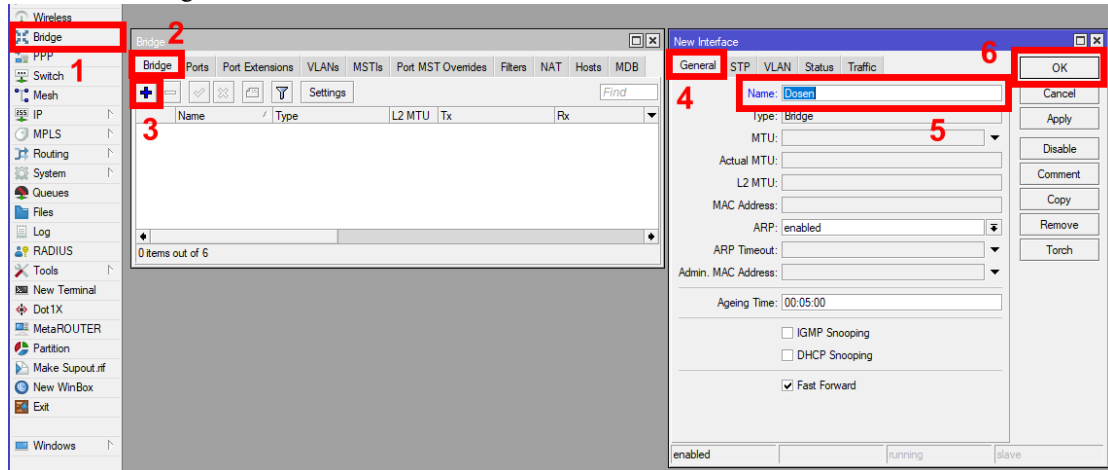 Wireless
Bridge
1
PPP
Switch
Mesh
IP
MPLS
Routing
System
Queues
Files
Log
RADIUS
Tools
New Terminal
Dot1X
MetaROUTER
Partition
Make Supout.rif
New WinBox
Exit
Windows
Bridge
2
Bridge Ports Port Extensions VLANs MSTIs Port MST Overrides Filters NAT Hosts MDB
Settings
Find
3
Name / Type L2 MTU Tx Rx
0 items out of 6
New Interface
6
General STP VLAN Status Traffic
4
Name: Dosen
5
Type: Bridge
MTU:
Actual MTU:
L2 MTU:
MAC Address:
ARP: enabled
ARP Timeout:
Admin. MAC Address:
Ageing Time: 00:05:00
IGMP Snooping
DHCP Snooping
Fast Forward
OK
Cancel
Apply
Disable
Comment
Copy
Remove
Torch
enabled running slave